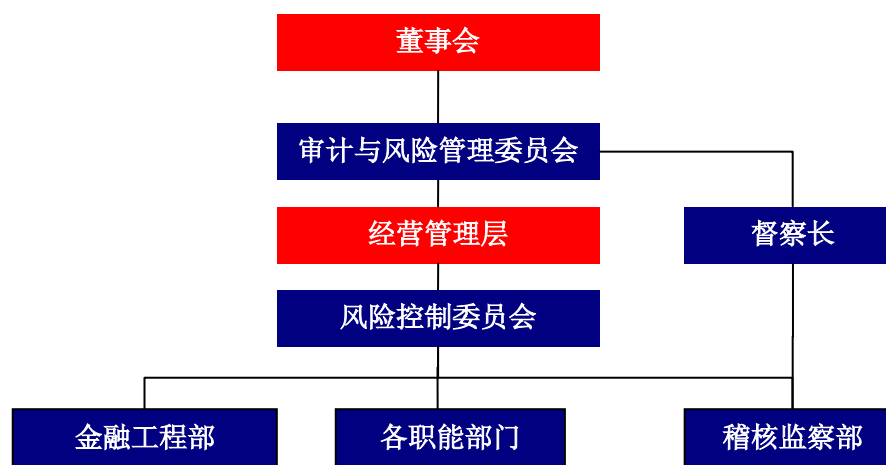 董事会
审计与风险管理委员会
经营管理层
督察长
风险控制委员会
金融工程部
各职能部门
稽核监察部